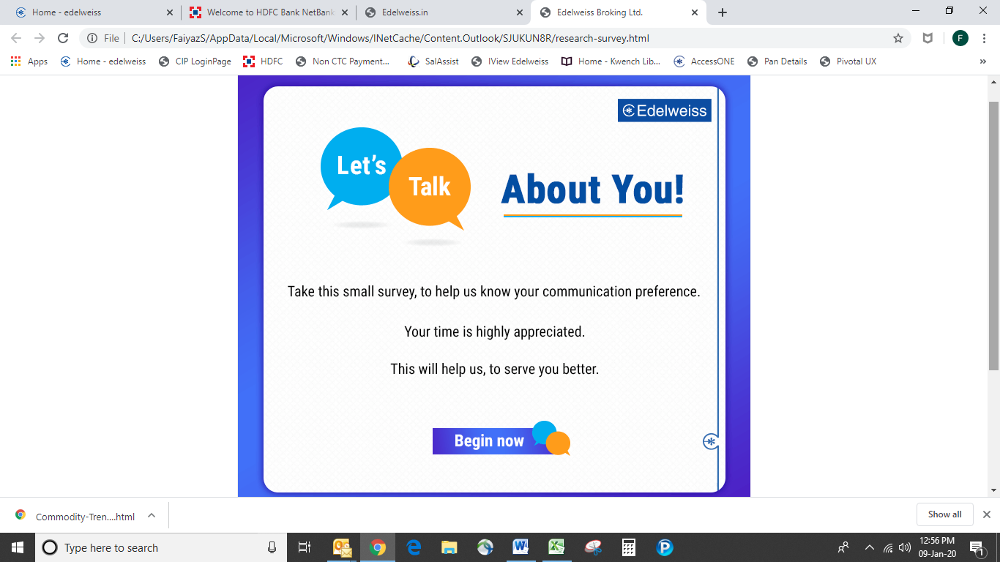 Home - edelweiss
Welcome to HDFC Bank NetBank
Edelweiss.in
Edelweiss Broking Ltd.
File | C:/Users/FaiyazS/AppData/Local/Microsoft/Windows/INetCache/Content.Outlook/SJUKUN8R/research-survey.html
F
Apps Home - edelweiss CIP LoginPage HDFC Non CTC Payment... SalAssist IView Edelweiss Home - Kwench Lib... AccessONE Pan Details Pivotal UX »
Edelweiss
Let's
Talk
About You!
Take this small survey, to help us know your communication preference.
Your time is highly appreciated.
This will help us, to serve you better.
Begin now
Commodity-Tren....html
Show all
Type here to search
12:56 PM
09-Jan-20
1